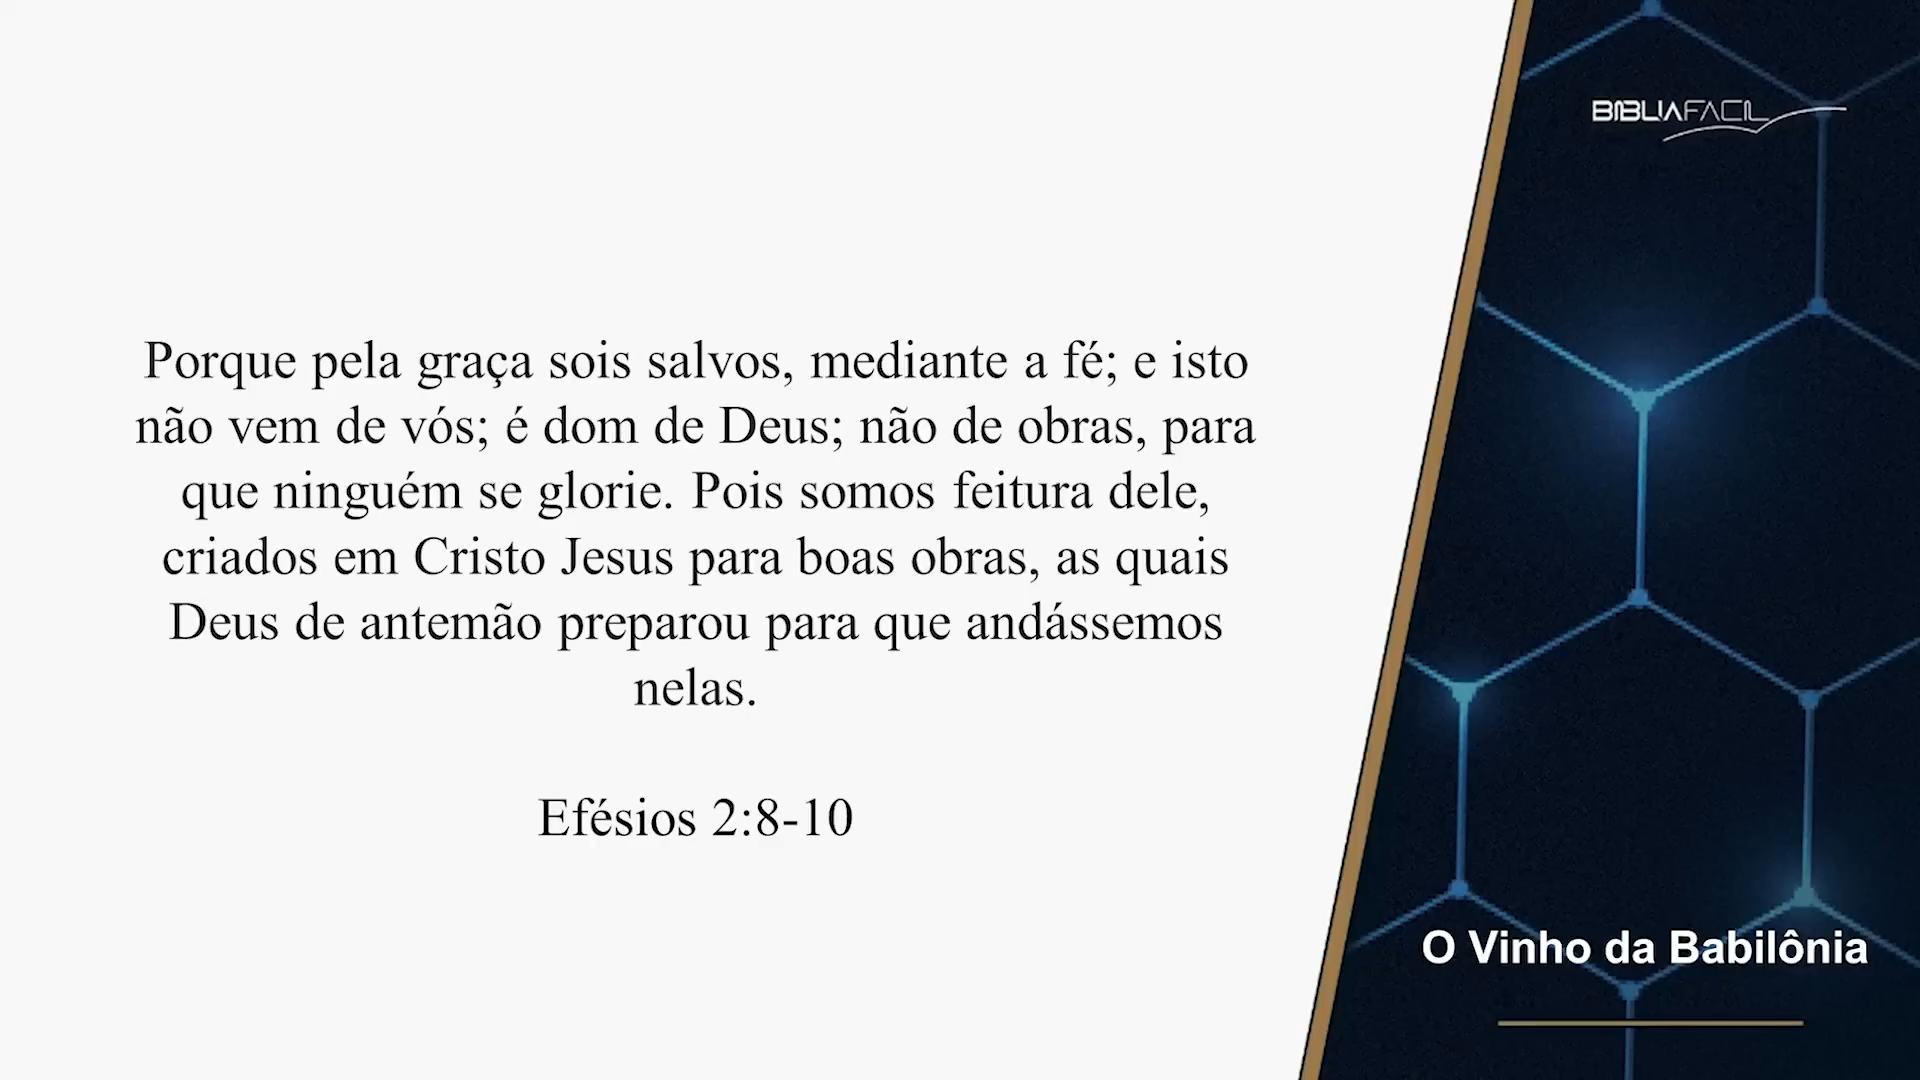 Porque pela graça sois salvos, mediante a fé; e isto
não vem de vós; é dom de Deus; não de obras, para
que ninguém se glorie. Pois somos feitura dele,
criados em Cristo Jesus para boas obras, as quais
Deus de antemão preparou para que andássemos
nelas.
Efésios 2:8-10
BIBLIAFACIL
O Vinho da Babilônia